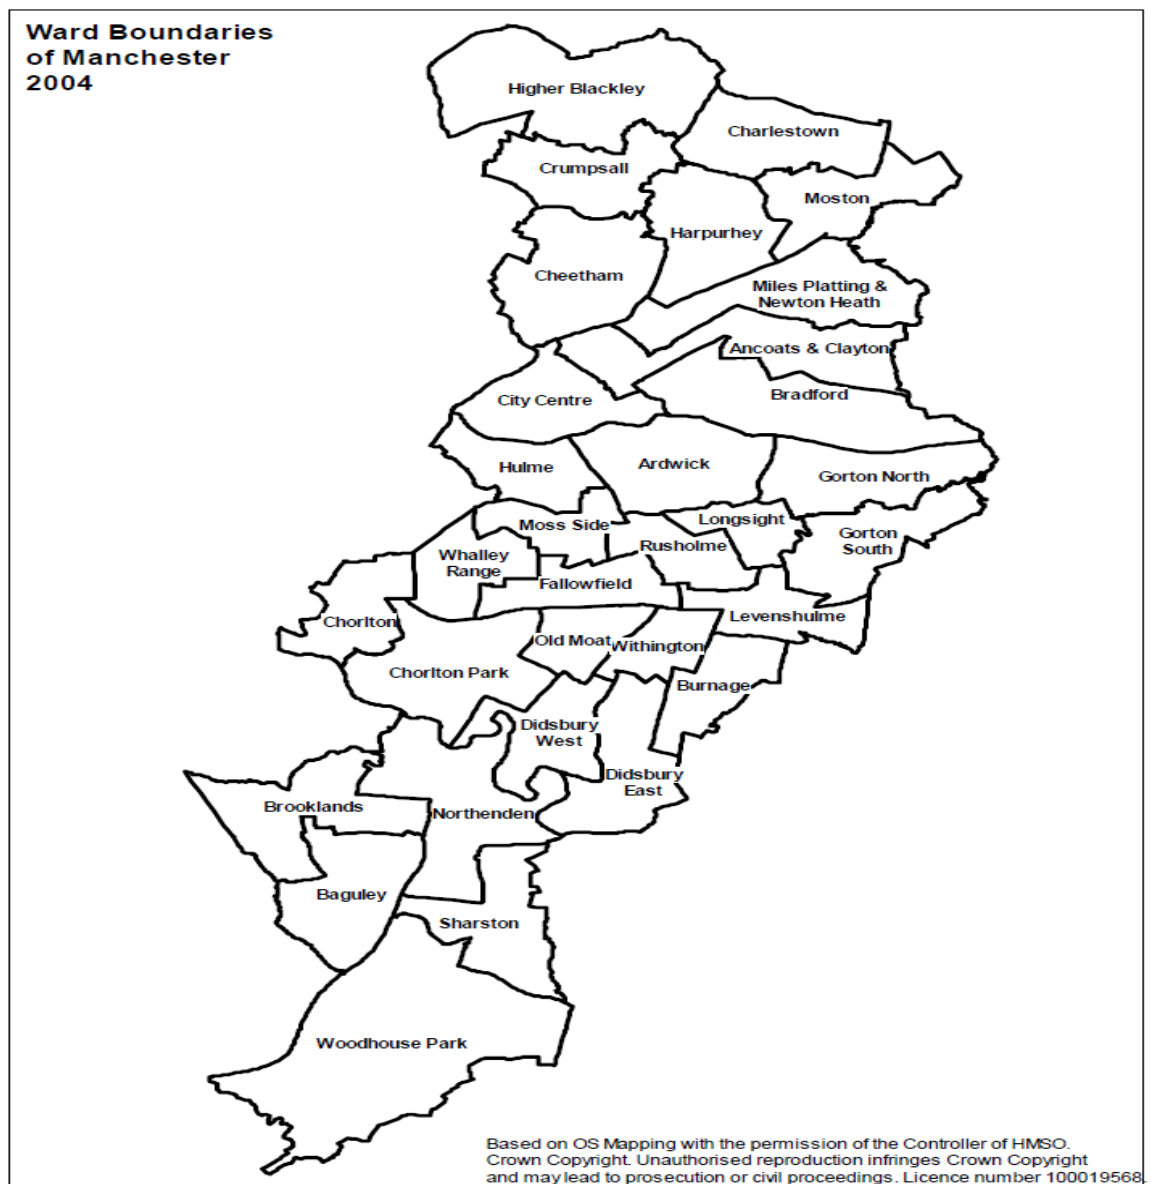 Ward Boundaries
of Manchester
2004
Higher Blackley
Charlestown
Crumpsall
Moston
Harpurhey
Cheetham
Miles Platting &
Newton Heath
Ancoats & Clayton
Bradford
City Centre
Hulme
Ardwick
Gorton North
Longsight
Moss Side
Gorton
South
Rusholme
Whalley
Range
Fallowfield
Levenshulme
Chorlton
Old Moat
Withington
Chorlton Park
Burnage
Didsbury
West
Didsbury
East
Brooklands
Northenden
Baguley
Sharston
Woodhouse Park
Based on OS Mapping with the permission of the Controller of HMSO.
Crown Copyright. Unauthorised reproduction infringes Crown Copyright
and may lead to prosecution or civil proceedings. Licence number 100019568.